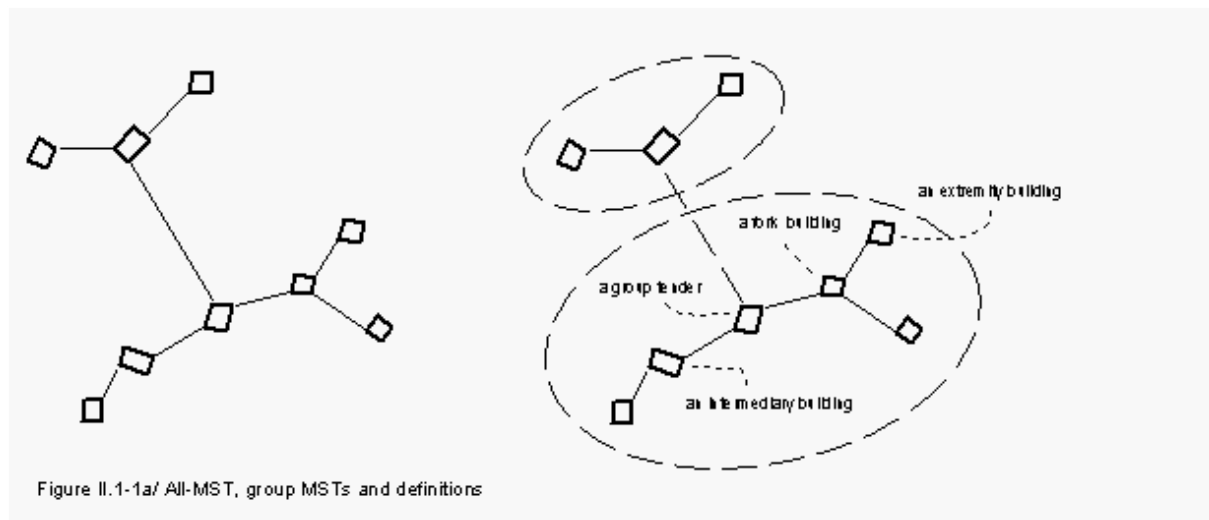 an extremity building
a fork building
a group fender
an intermediary building
Figure II.1-1a/ All-MST, group MSTs and definitions